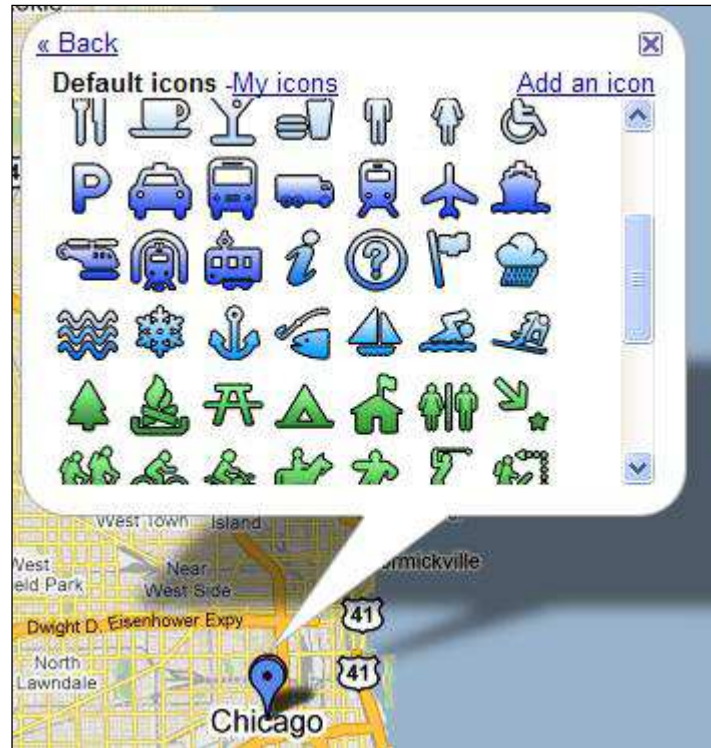 « Back
Default icons -My icons
Add an icon
P
i
?
West Town
Island
ormickville
West
eld Park
Near
West Side
41
Dwight D. Eisenhower Expy
North
Lawndale
41
Chicago